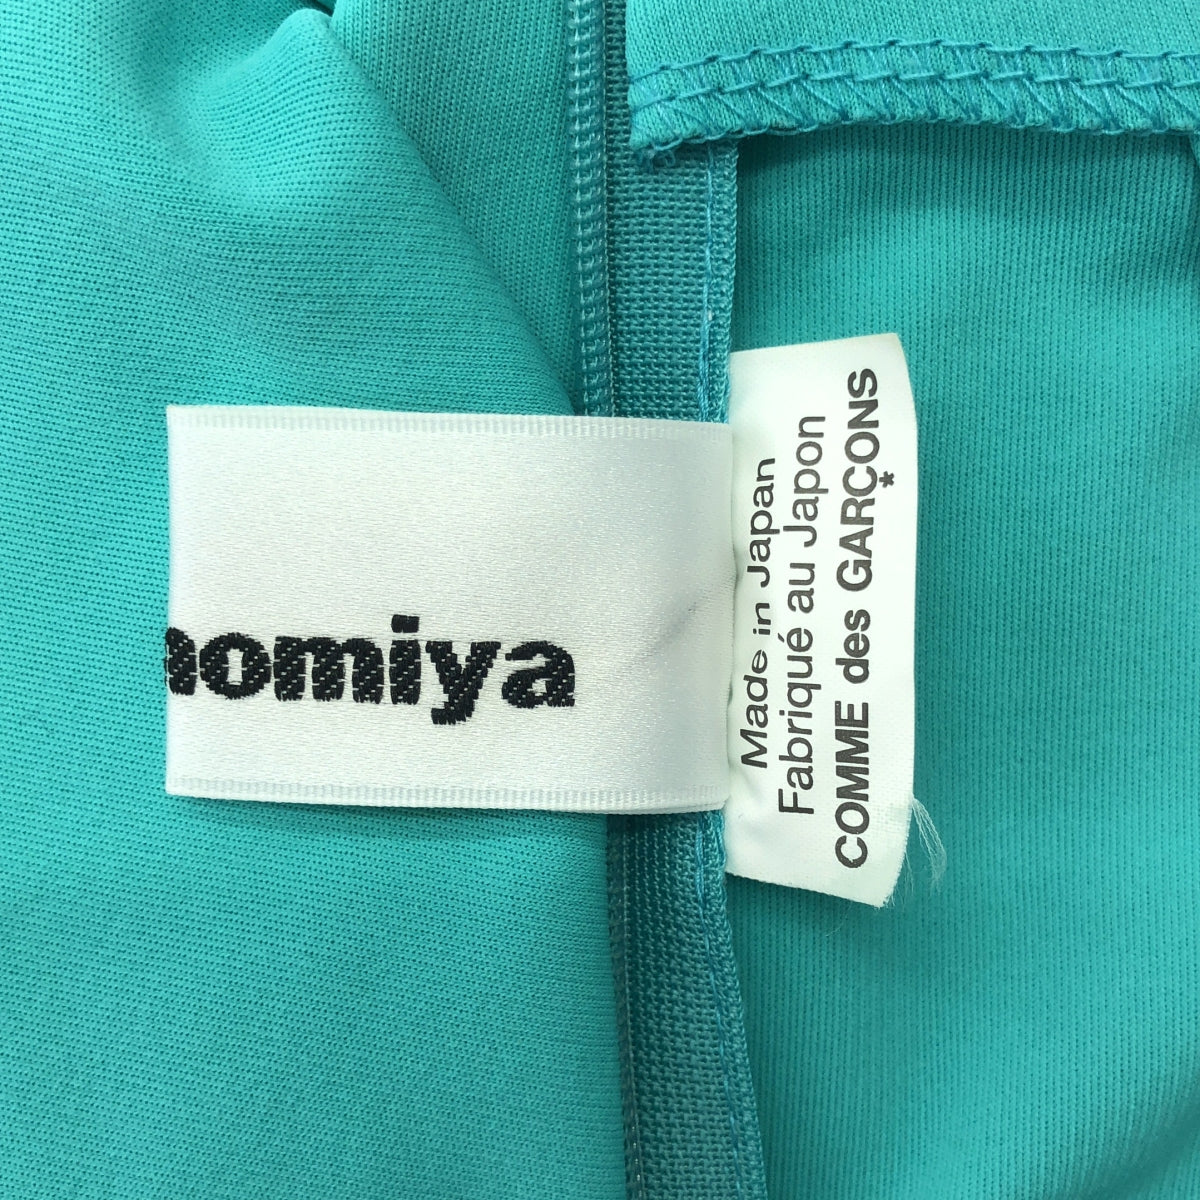 nomiya
Made in Japan
Fabriqué au Japon
COMME des GARÇONS
*